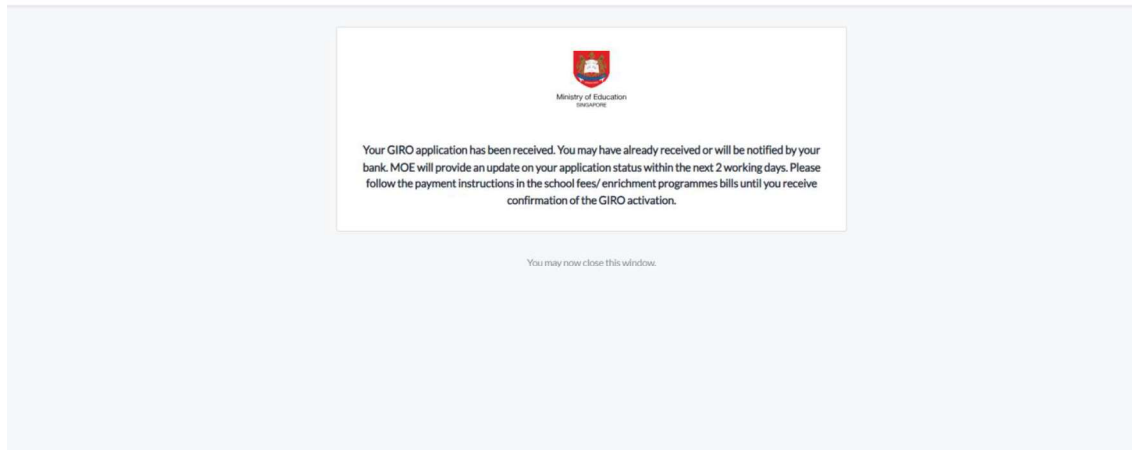 Ministry of Education
SINGAPORE
Your GIRO application has been received. You may have already received or will be notified by your
bank. MOE will provide an update on your application status within the next 2 working days. Please
follow the payment instructions in the school fees/ enrichment programmes bills until you receive
confirmation of the GIRO activation.
You may now close this window.